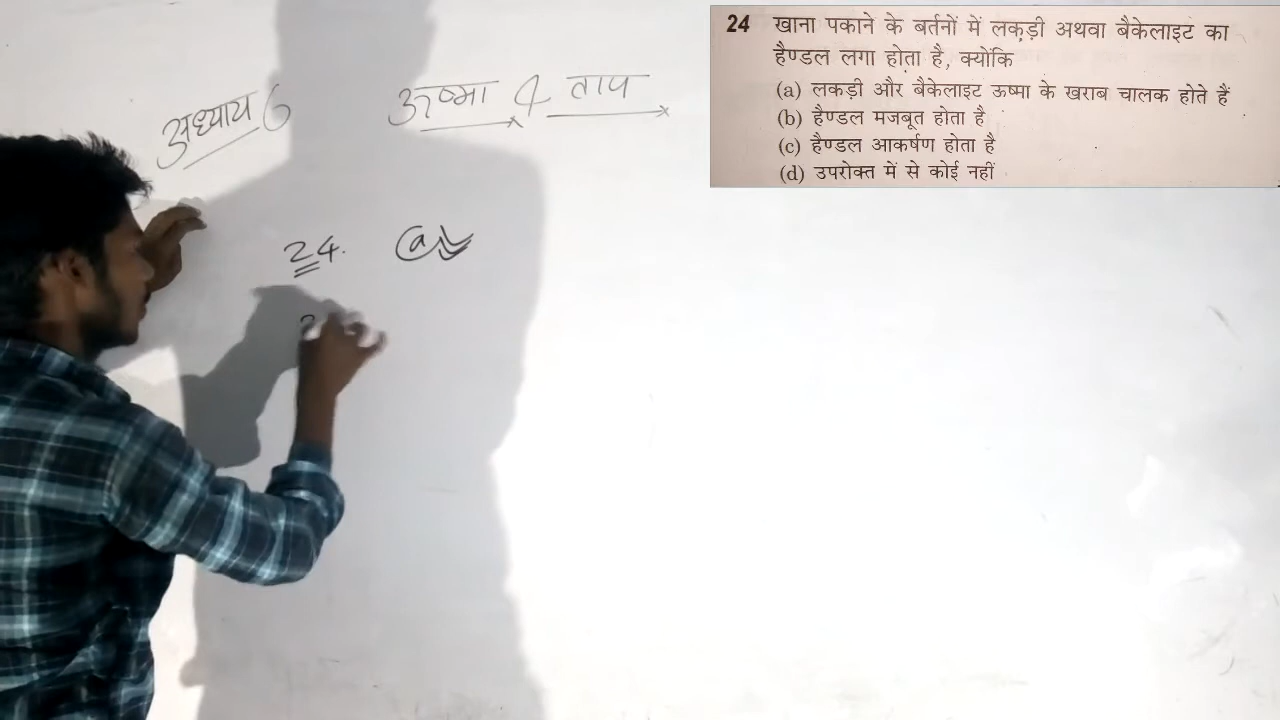 अध्याय 6 ऊष्मा & ताप
24. (a)
2
24 खाना पकाने के बर्तनों में लकड़ी अथवा बैकेलाइट का
हैण्डल लगा होता है, क्योंकि
(a) लकड़ी और बैकेलाइट ऊष्मा के खराब चालक होते हैं
(b) हैण्डल मजबूत होता है
(c) हैण्डल आकर्षण होता है
(d) उपरोक्त में से कोई नहीं